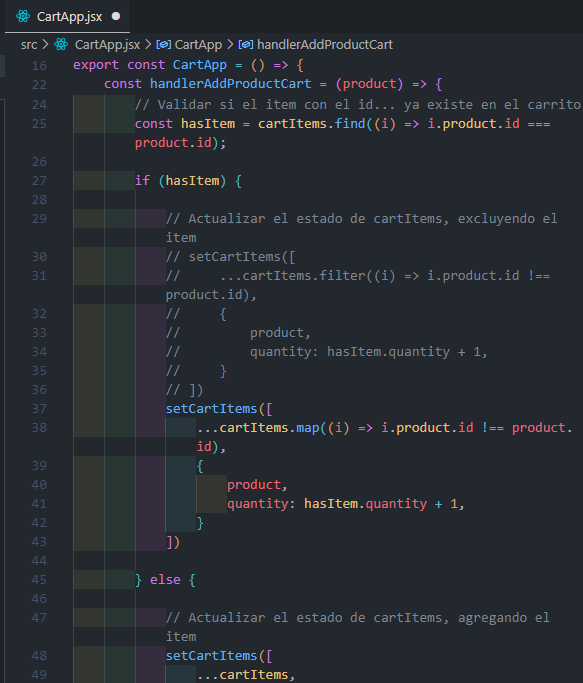 CartApp.jsx
src > CartApp.jsx > CartApp > handlerAddProductCart
16 export const CartApp = () => {
22 const handlerAddProductCart = (product) => {
24 // Validar si el item con el id... ya existe en el carrito
25 const hasItem = cartItems.find((i) => i.product.id ===
product.id);
26
27 if (hasItem) {
28
29 // Actualizar el estado de cartItems, excluyendo el
item
30 // setCartItems([
31 // ...cartItems.filter((i) => i.product.id !==
product.id),
32 // {
33 // product,
34 // quantity: hasItem.quantity + 1,
35 // }
36 // ])
37 setCartItems([
38 ...cartItems.map((i) => i.product.id !== product.
id),
39 {
40 product,
41 quantity: hasItem.quantity + 1,
42 }
43 ])
44
45 } else {
46
47 // Actualizar el estado de cartItems, agregando el
item
48 setCartItems([
49 ...cartItems,